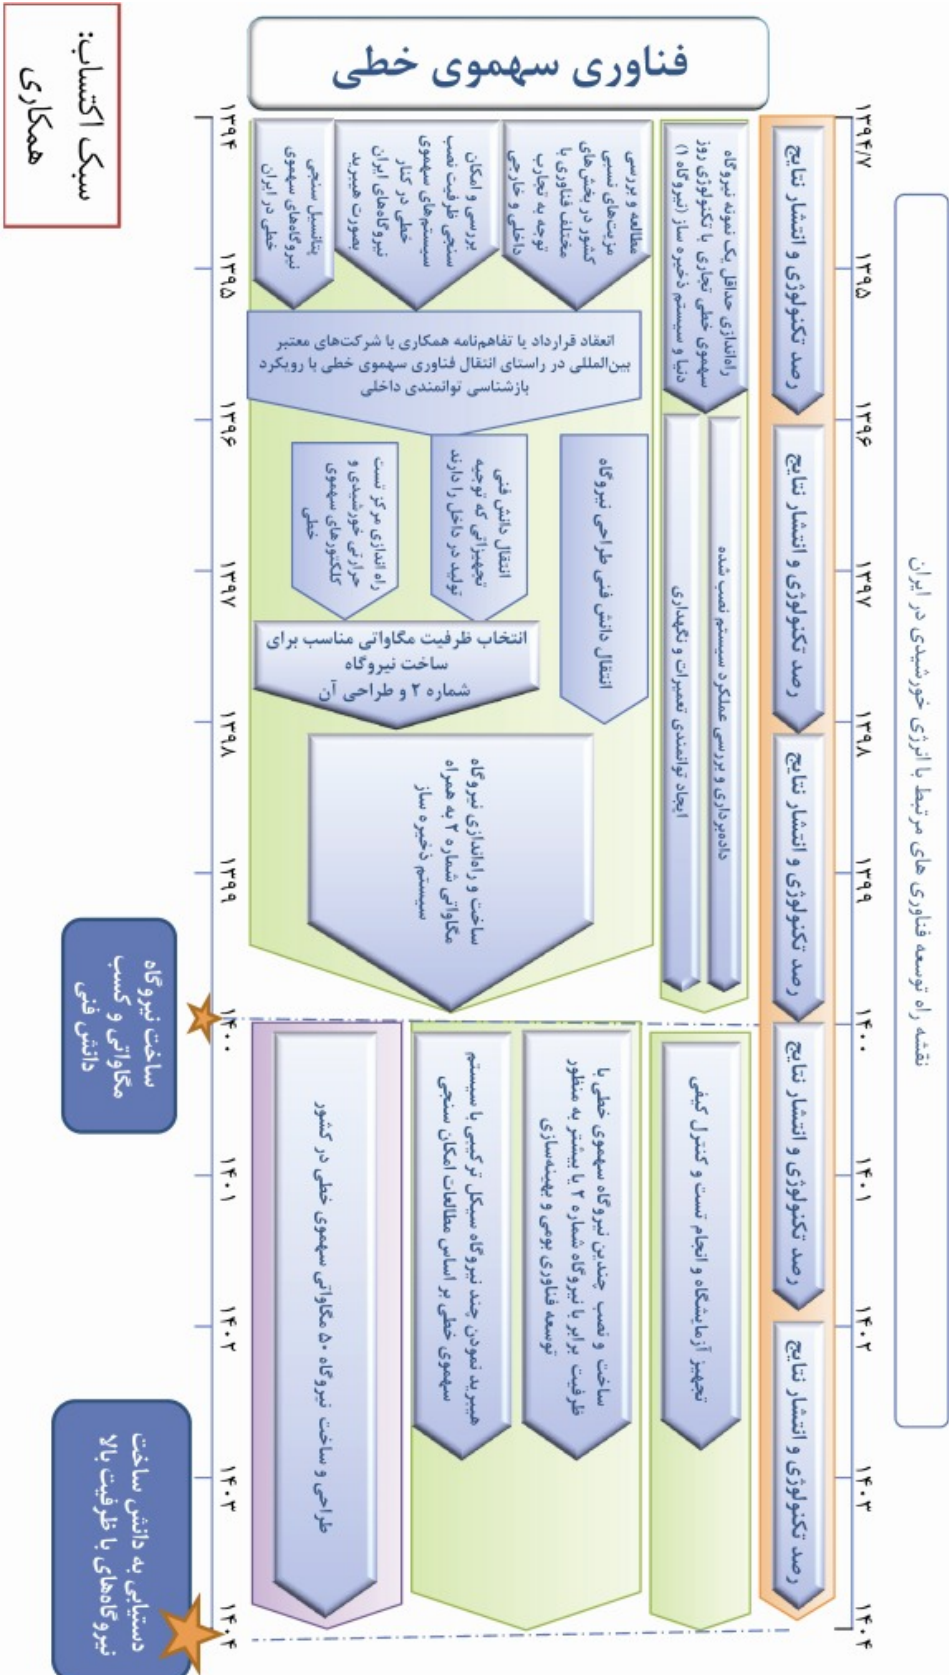 نقشه راه توسعه فناوری های مرتبط با انرژی خورشیدی در ایران
فناوری سهموی خطی
سبک اکتساب:
همکاری
۱۳۹۴/۷
۱۳۹۵
۱۳۹۶
۱۳۹۷
۱۳۹۸
۱۳۹۹
۱۴۰۰
۱۴۰۱
۱۴۰۲
۱۴۰۳
۱۴۰۴
رصد تکنولوژی و انتشار نتایج
رصد تکنولوژی و انتشار نتایج
رصد تکنولوژی و انتشار نتایج
رصد تکنولوژی و انتشار نتایج
رصد تکنولوژی و انتشار نتایج
راه‌اندازی حداقل یک نمونه نیروگاه
سهموی خطی تجاری با تکنولوژی روز
دنیا و سیستم ذخیره ساز (نیروگاه ۱)
داده‌برداری و بررسی عملکرد سیستم نصب شده
ایجاد توانمندی تعمیرات و نگهداری
تجهیز آزمایشگاه و انجام تست و کنترل کیفی
مطالعه و بررسی
مزیت‌های نسبی
کشور در بخش‌های
مختلف فناوری با
توجه به تجارب
داخلی و خارجی
بررسی و امکان
سنجی ظرفیت نصب
سیستم‌های سهموی
خطی در کنار
نیروگاه‌های ایران
بصورت هیبرید
پتانسیل سنجی
نیروگاه‌های سهموی
خطی در ایران
انعقاد قرارداد یا تفاهم‌نامه همکاری با شرکت‌های معتبر
بین‌المللی در راستای انتقال فناوری سهموی خطی با رویکرد
بازشناسی توانمندی داخلی
انتقال دانش فنی طراحی نیروگاه
انتقال دانش فنی
تجهیزاتی که توجیه
تولید در داخل را دارند
راه اندازی مرکز تست
حرارتی خورشیدی و
کلکتورهای سهموی
خطی
انتخاب ظرفیت مگاواتی مناسب برای
ساخت نیروگاه
شماره ۲ و طراحی آن
ساخت و راه‌اندازی نیروگاه
مگاواتی شماره ۲ به همراه
سیستم ذخیره ساز
ساخت و نصب چندین نیروگاه سهموی خطی با
ظرفیت برابر با نیروگاه شماره ۲ یا بیشتر به منظور
توسعه فناوری بومی و بهینه‌سازی
هیبرید نمودن چند نیروگاه سیکل ترکیبی با سیستم
سهموی خطی بر اساس مطالعات امکان سنجی
طراحی و ساخت نیروگاه ۵۰ مگاواتی سهموی خطی در کشور
۱۳۹۴
۱۳۹۵
۱۳۹۶
۱۳۹۷
۱۳۹۸
۱۳۹۹
۱۴۰۰
۱۴۰۱
۱۴۰۲
۱۴۰۳
۱۴۰۴
ساخت نیروگاه
مگاواتی و کسب
دانش فنی
دستیابی به دانش ساخت
نیروگاه‌های با ظرفیت بالا